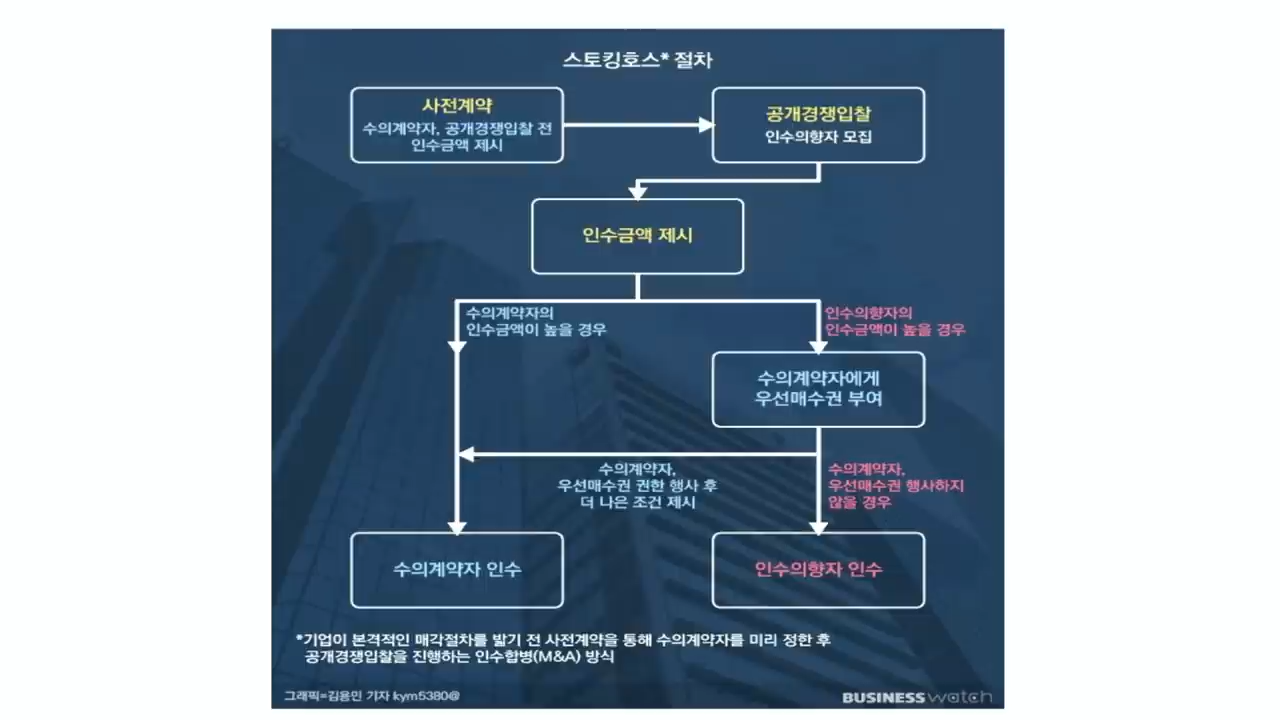 스토킹호스* 절차
사전계약
수의계약자, 공개경쟁입찰 전
인수금액 제시
공개경쟁입찰
인수의향자 모집
인수금액 제시
수의계약자의
인수금액이 높을 경우
인수의향자의
인수금액이 높을 경우
수의계약자에게
우선매수권 부여
수의계약자,
우선매수권 권한 행사 후
더 나은 조건 제시
수의계약자,
우선매수권 행사하지
않을 경우
수의계약자 인수
인수의향자 인수
*기업이 본격적인 매각절차를 밟기 전 사전계약을 통해 수의계약자를 미리 정한 후
공개경쟁입찰을 진행하는 인수합병(M&A) 방식
그래픽=김용민 기자 kym5380@
BUSINESSwatch